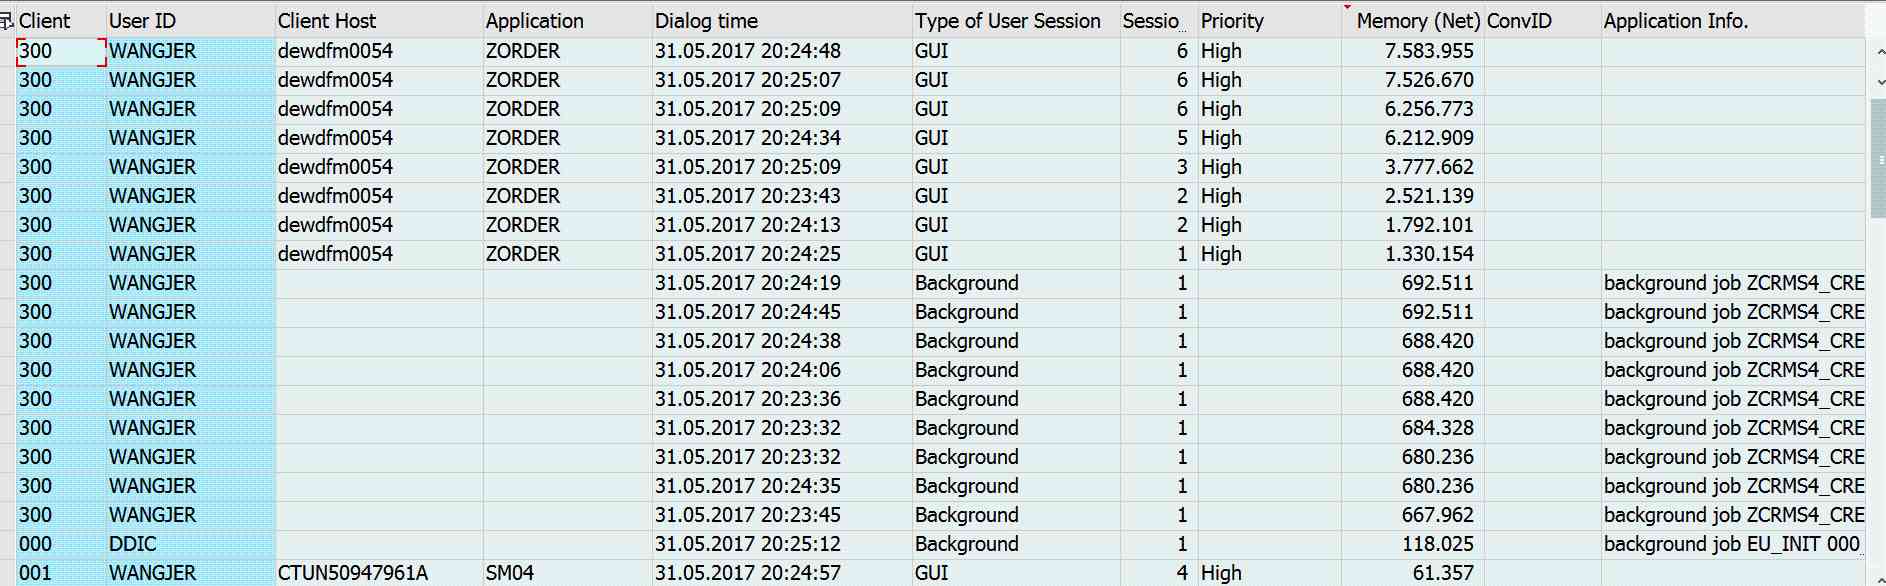 Client User ID Client Host Application Dialog time Type of User Session Sessio... Priority Memory (Net) ConvID Application Info.
300 WANGJER dewdfm0054 ZORDER 31.05.2017 20:24:48 GUI 6 High 7.583.955
300 WANGJER dewdfm0054 ZORDER 31.05.2017 20:25:07 GUI 6 High 7.526.670
300 WANGJER dewdfm0054 ZORDER 31.05.2017 20:25:09 GUI 6 High 6.256.773
300 WANGJER dewdfm0054 ZORDER 31.05.2017 20:24:34 GUI 5 High 6.212.909
300 WANGJER dewdfm0054 ZORDER 31.05.2017 20:25:09 GUI 3 High 3.777.662
300 WANGJER dewdfm0054 ZORDER 31.05.2017 20:23:43 GUI 2 High 2.521.139
300 WANGJER dewdfm0054 ZORDER 31.05.2017 20:24:13 GUI 2 High 1.792.101
300 WANGJER dewdfm0054 ZORDER 31.05.2017 20:24:25 GUI 1 High 1.330.154
300 WANGJER 31.05.2017 20:24:19 Background 1 692.511 background job ZCRMS4_CRE
300 WANGJER 31.05.2017 20:24:45 Background 1 692.511 background job ZCRMS4_CRE
300 WANGJER 31.05.2017 20:24:38 Background 1 688.420 background job ZCRMS4_CRE
300 WANGJER 31.05.2017 20:24:06 Background 1 688.420 background job ZCRMS4_CRE
300 WANGJER 31.05.2017 20:23:36 Background 1 688.420 background job ZCRMS4_CRE
300 WANGJER 31.05.2017 20:23:32 Background 1 684.328 background job ZCRMS4_CRE
300 WANGJER 31.05.2017 20:23:32 Background 1 680.236 background job ZCRMS4_CRE
300 WANGJER 31.05.2017 20:24:35 Background 1 680.236 background job ZCRMS4_CRE
300 WANGJER 31.05.2017 20:23:45 Background 1 667.962 background job ZCRMS4_CRE
000 DDIC 31.05.2017 20:25:12 Background 1 118.025 background job EU_INIT 000...
001 WANGJER CTUN50947961A SM04 31.05.2017 20:24:57 GUI 4 High 61.357